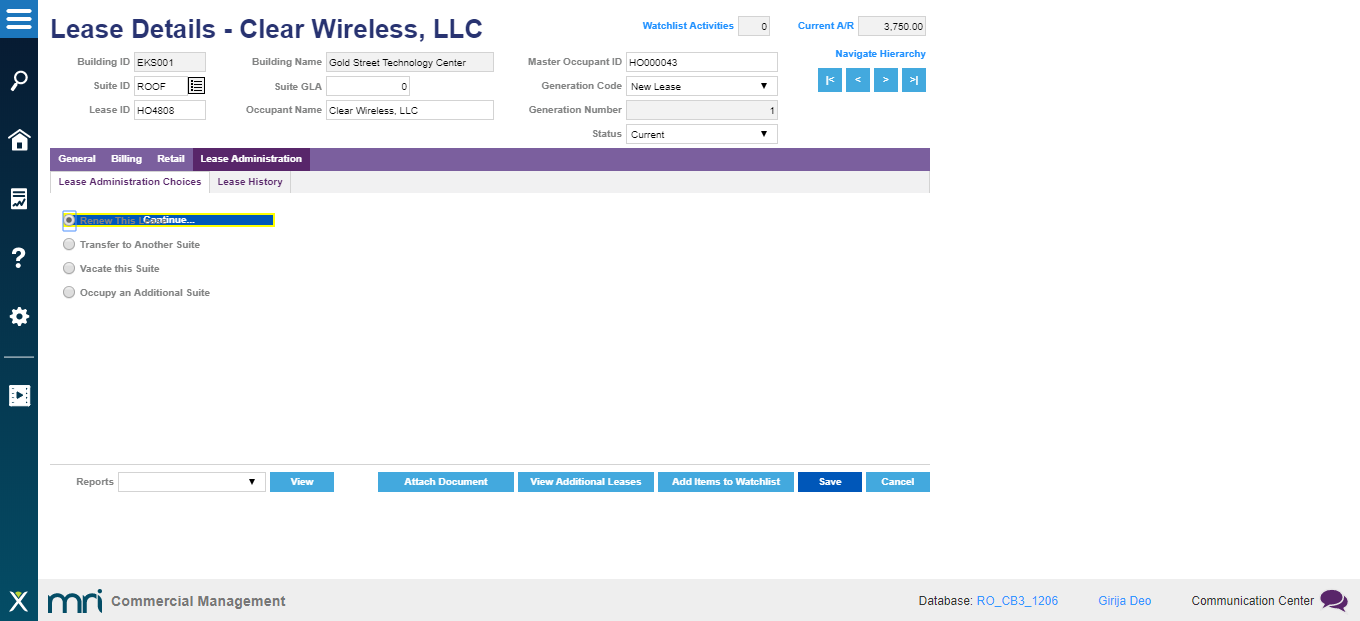 Lease Details - Clear Wireless, LLC
Watchlist Activities 0 Current A/R 3,750.00
Navigate Hierarchy
Building ID EKS001 Building Name Gold Street Technology Center Master Occupant ID HO000043
Suite ID ROOF Suite GLA 0 Generation Code New Lease
|< < > >|
Lease ID HO4808 Occupant Name Clear Wireless, LLC Generation Number 1
Status Current
General Billing Retail Lease Administration
Lease Administration Choices Lease History
Renew This Continue...
Transfer to Another Suite
Vacate this Suite
Occupy an Additional Suite
Reports View Attach Document View Additional Leases Add Items to Watchlist Save Cancel
mri Commercial Management Database: RO_CB3_1206 Girija Deo Communication Center